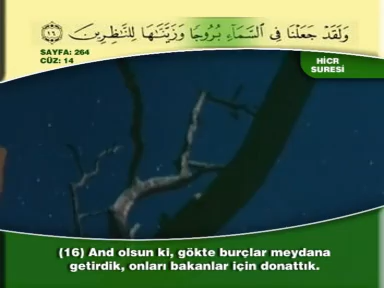 وَلَقَدْ جَعَلْنَا فِي السَّمَاءِ بُرُوجًا وَزَيَّنَّاهَا لِلنَّاظِرِينَ ﴿١٦﴾
SAYFA: 264
CÜZ: 14
HİCR
SURESİ
(16) And olsun ki, gökte burçlar meydana
getirdik, onları bakanlar için donattık.